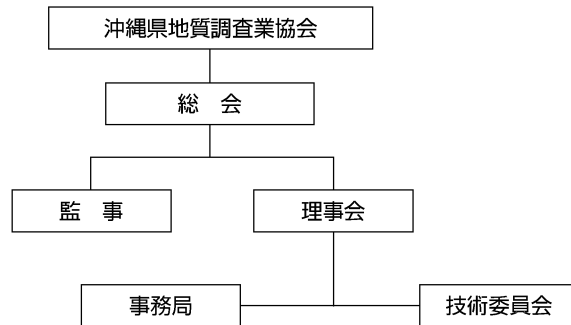 沖縄県地質調査業協会
総　会
監　事
理事会
事務局
技術委員会